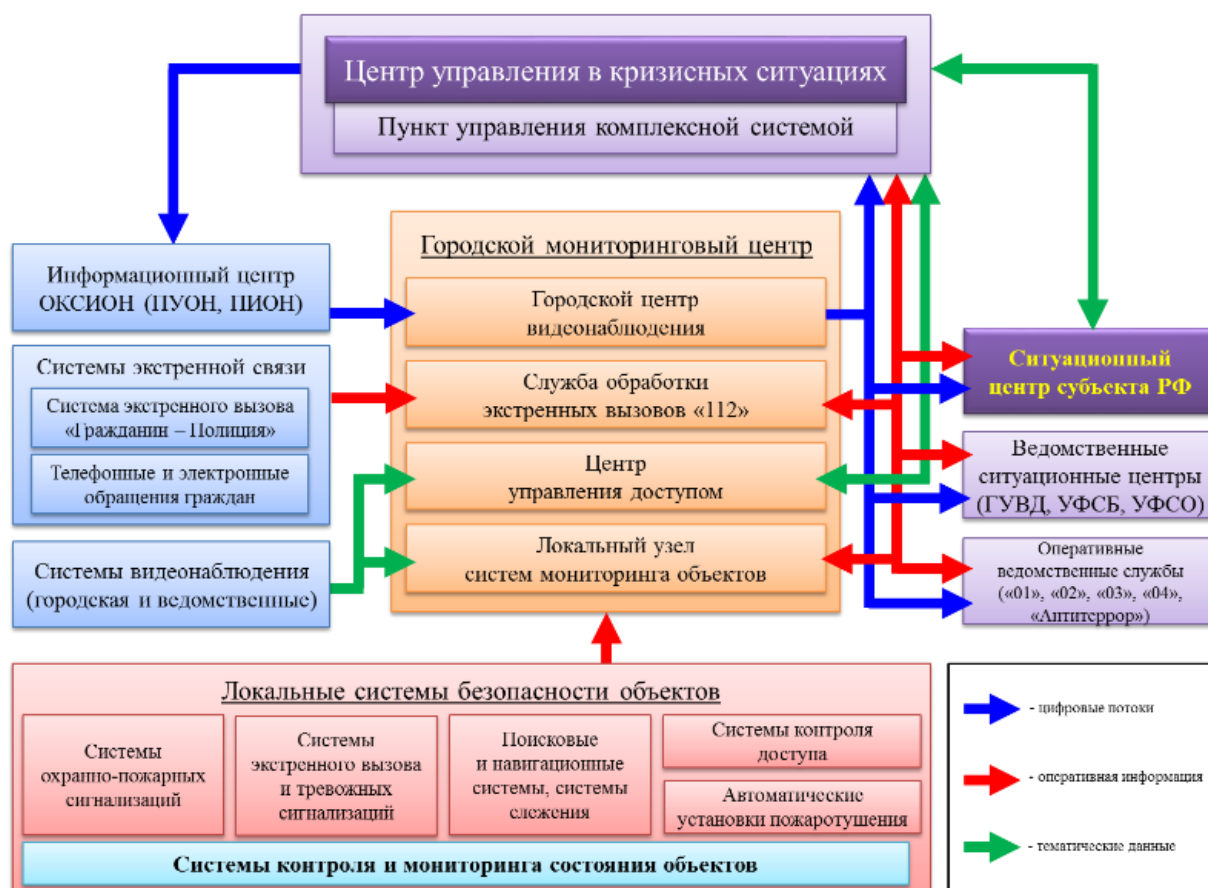 Центр управления в кризисных ситуациях
Пункт управления комплексной системой
Городской мониторинговый центр
Информационный центр
ОКСИОН (ПУОН, ПИОН)
Городской центр
видеонаблюдения
Системы экстренной связи
Система экстренного вызова
«Гражданин – Полиция»
Телефонные и электронные
обращения граждан
Служба обработки
экстренных вызовов «112»
Центр
управления доступом
Системы видеонаблюдения
(городская и ведомственные)
Локальный узел
систем мониторинга объектов
Ситуационный
центр субъекта РФ
Ведомственные
ситуационные центры
(ГУВД, УФСБ, УФСО)
Оперативные
ведомственные службы
(«01», «02», «03», «04»,
«Антитеррор»)
Локальные системы безопасности объектов
Системы
охранно-пожарных
сигнализаций
Системы
экстренного вызова
и тревожных
сигнализаций
Поисковые
и навигационные
системы, системы
слежения
Системы контроля
доступа
Автоматические
установки пожаротушения
Системы контроля и мониторинга состояния объектов
- цифровые потоки
- оперативная информация
- тематические данные